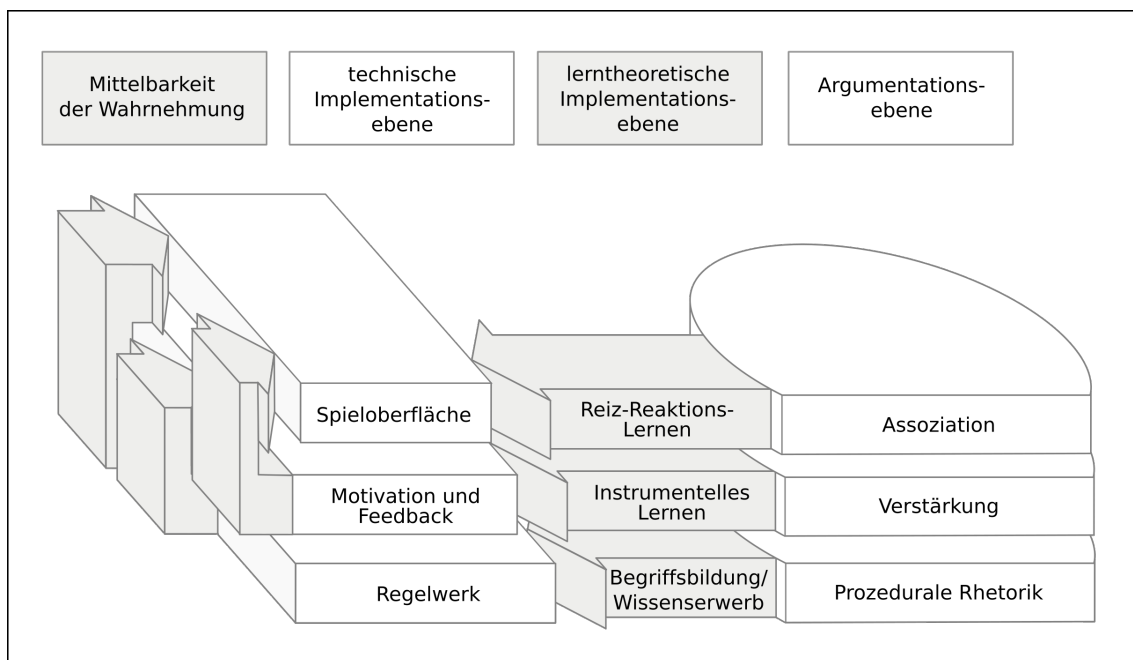 Mittelbarkeit
der Wahrnehmung
technische
Implementations-
ebene
lerntheoretische
Implementations-
ebene
Argumentations-
ebene
Spieloberfläche
Reiz-Reaktions-
Lernen
Assoziation
Motivation und
Feedback
Instrumentelles
Lernen
Verstärkung
Regelwerk
Begriffsbildung/
Wissenserwerb
Prozedurale Rhetorik